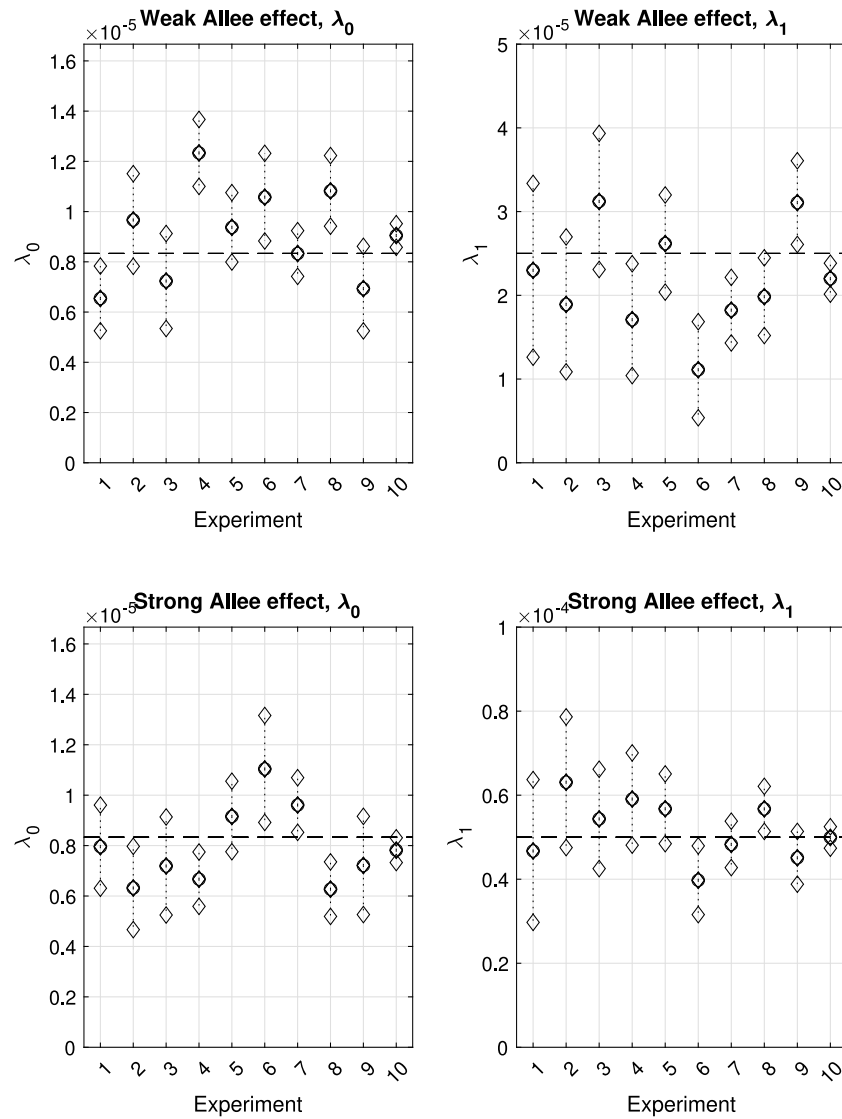 Weak Allee effect, λ0
×10-5
1.6
1.4
1.2
1
0.8
0.6
0.4
0.2
0
λ0
1 2 3 4 5 6 7 8 9 10
Experiment
Weak Allee effect, λ1
×10-5
5
4
3
2
1
0
λ1
1 2 3 4 5 6 7 8 9 10
Experiment
Strong Allee effect, λ0
×10-5
1.6
1.4
1.2
1
0.8
0.6
0.4
0.2
0
λ0
1 2 3 4 5 6 7 8 9 10
Experiment
Strong Allee effect, λ1
×10-4
1
0.8
0.6
0.4
0.2
0
λ1
1 2 3 4 5 6 7 8 9 10
Experiment